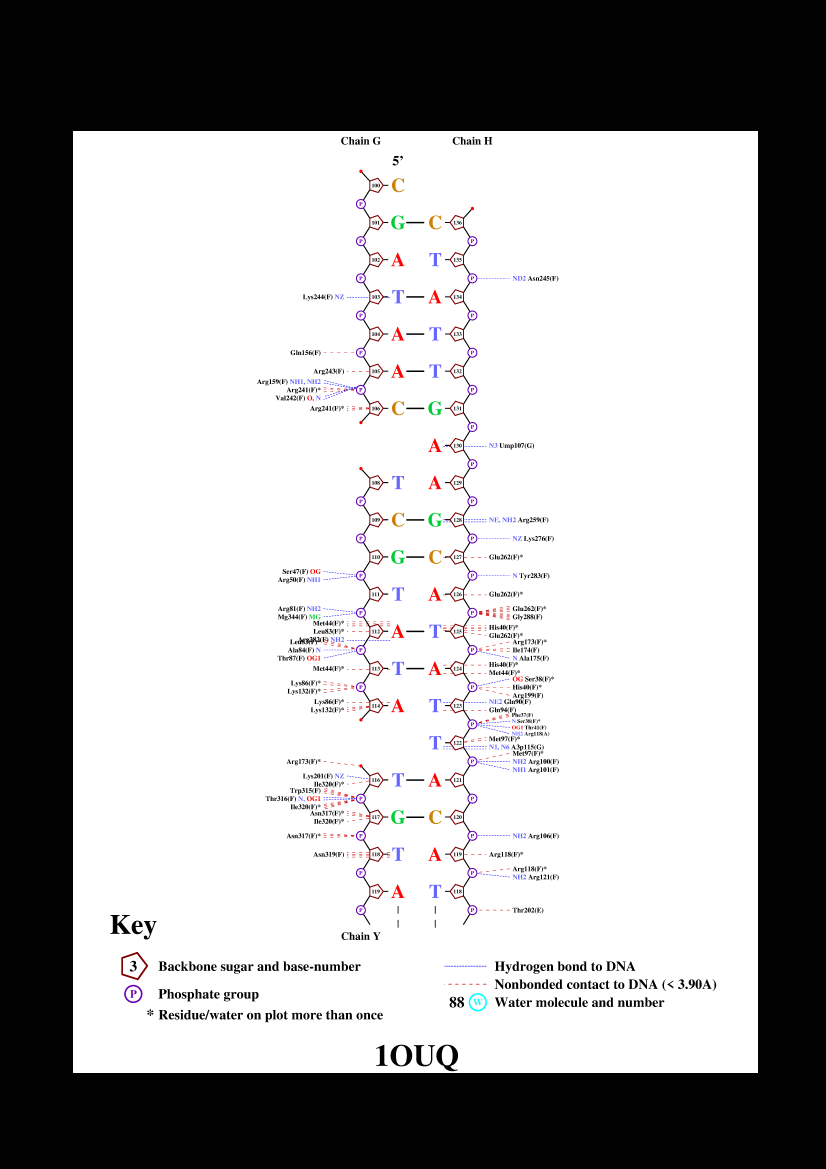 Chain G Chain H
5’
100 C
P
101 G C 136
P P
102 A T 135
P P ND2 Asn245(F)
Lys244(F) NZ 103 T A 134
P P
104 A T 133
Gln156(F) P P
Arg243(F) 105 A T 132
Arg159(F) NH1, NH2
Arg241(F)* P P
Val242(F) O, N
Arg241(F)* 106 C G 131
P
A 130 N3 Ump107(G)
P
108 T A 129
P P
109 C G 128 NE, NH2 Arg259(F)
P P NZ Lys276(F)
110 G C 127 Glu262(F)*
Ser47(F) OG
P P N Tyr283(F)
Arg50(F) NH1
111 T A 126 Glu262(F)*
Arg81(F) NH2 Glu262(F)*
P P
Mg344(F) MG Gly288(F)
Met44(F)* His40(F)*
Leu83(F)* 112 A T 125
Glu262(F)*
Arg282(F) NH2 Arg173(F)*
Leu83(F)*
Ala84(F) N P P Ile174(F)
Thr87(F) OG1 N Ala175(F)
His40(F)*
Met44(F)* 113 T A 124
Met44(F)*
OG Ser38(F)*
Lys86(F)* P P His40(F)*
Lys132(F)*
Arg199(F)
Lys86(F)* NE2 Gln90(F)
114 A T 123
Lys132(F)* Gln94(F)
Phe37(F)
N Ser38(F)*
P OG1 Thr41(F)
NH2 Arg118(A)
Met97(F)*
T 122
N1, N6 A3p115(G)
Met97(F)*
Arg173(F)* P NH2 Arg100(F)
NH1 Arg101(F)
Lys201(F) NZ
116 T A 121
Ile320(F)*
Trp315(F)
Thr316(F) N, OG1 P P
Ile320(F)*
Asn317(F)*
117 G C 120
Ile320(F)*
Asn317(F)* P P NH2 Arg106(F)
Asn319(F) 118 T A 119 Arg118(F)*
Arg118(F)*
P P
NH2 Arg121(F)
119 A T 118
P P Thr202(E)
Chain Y
Key
3 Backbone sugar and base-number
P Phosphate group
* Residue/water on plot more than once
Hydrogen bond to DNA
Nonbonded contact to DNA (< 3.90A)
88 W Water molecule and number
1OUQ